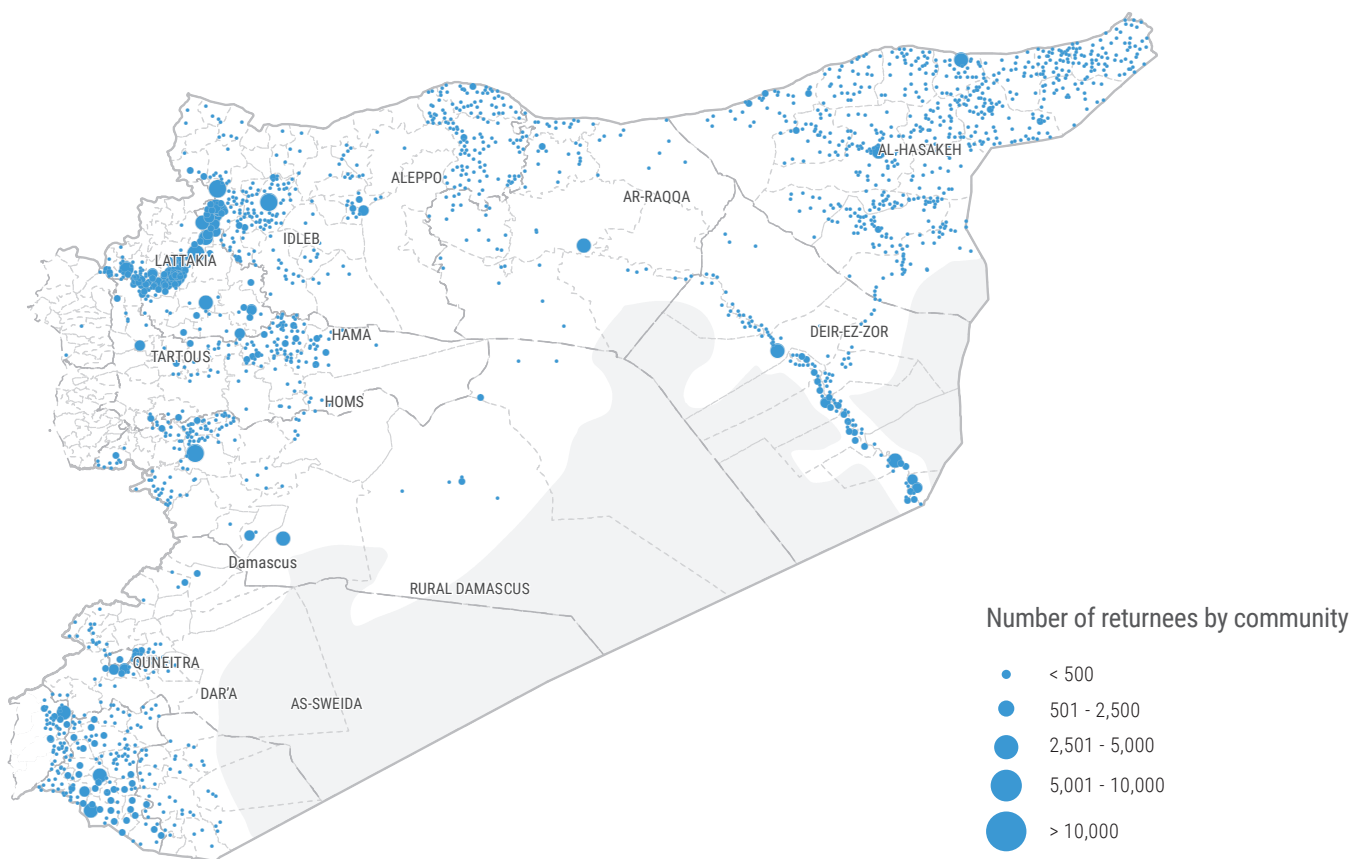 AL-HASAKEH
ALEPPO
AR-RAQQA
IDLEB
LATTAKIA
HAMA
DEIR-EZ-ZOR
TARTOUS
HOMS
Damascus
RURAL DAMASCUS
QUNEITRA
DAR'A
AS-SWEIDA
Number of returnees by community
< 500
501 - 2,500
2,501 - 5,000
5,001 - 10,000
> 10,000